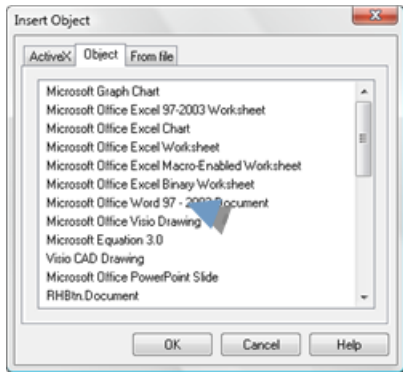 Insert Object
ActiveX Object From file
Microsoft Graph Chart
Microsoft Office Excel 97-2003 Worksheet
Microsoft Office Excel Chart
Microsoft Office Excel Worksheet
Microsoft Office Excel Macro-Enabled Worksheet
Microsoft Office Excel Binary Worksheet
Microsoft Office Word 97 - 2003 Document
Microsoft Office Visio Drawing
Microsoft Equation 3.0
Visio CAD Drawing
Microsoft Office PowerPoint Slide
RHBtn.Document
OK Cancel Help